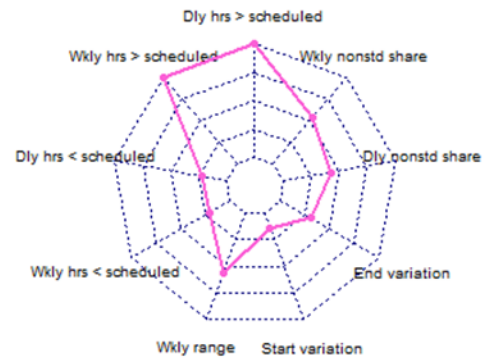 Dly hrs > scheduled
Wkly hrs > scheduled
Wkly nonstd share
Dly hrs < scheduled
Dly nonstd share
Wkly hrs < scheduled
End variation
Wkly range
Start variation